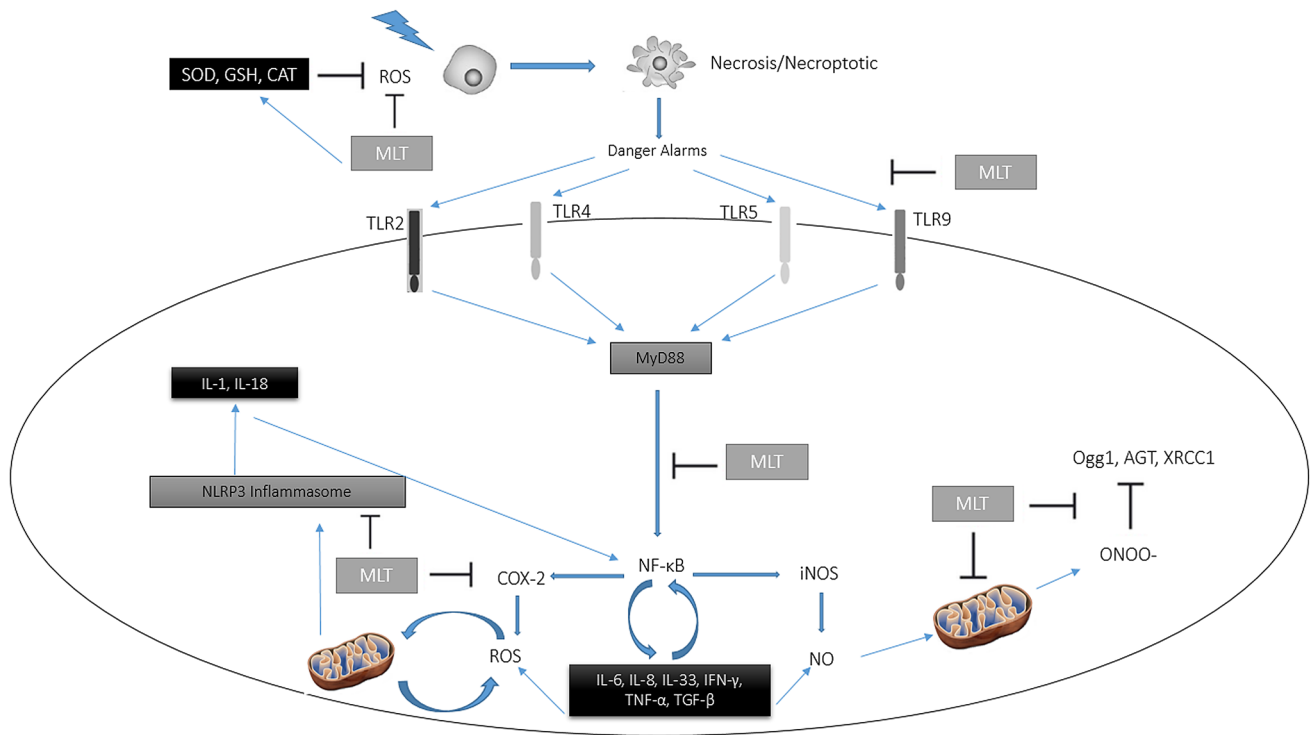 SOD, GSH, CAT
ROS
Necrosis/Necroptotic
MLT
Danger Alarms
MLT
TLR2
TLR4
TLR5
TLR9
MyD88
IL-1, IL-18
MLT
Ogg1, AGT, XRCC1
NLRP3 Inflammasome
MLT
ONOO-
MLT
COX-2
NF-κB
iNOS
ROS
NO
IL-6, IL-8, IL-33, IFN-γ,
TNF-α, TGF-β